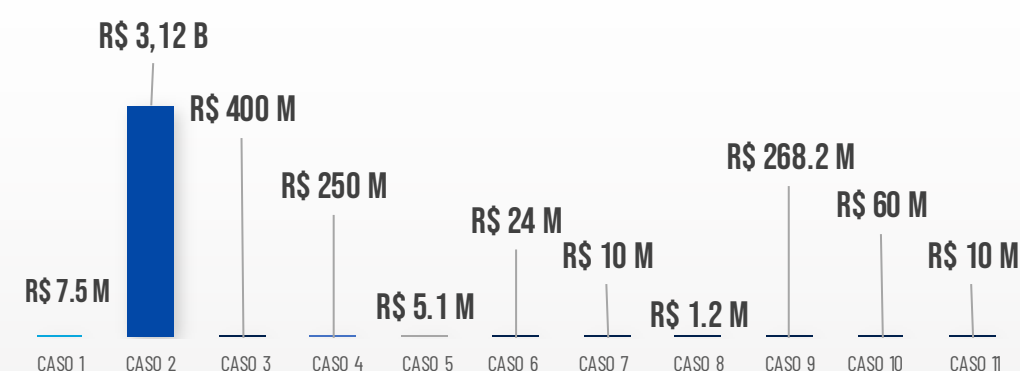 R$ 3,12 B
R$ 400 M
R$ 268.2 M
R$ 250 M
R$ 60 M
R$ 24 M
R$ 10 M
R$ 10 M
R$ 7.5 M
R$ 5.1 M
R$ 1.2 M
CASO 1 CASO 2 CASO 3 CASO 4 CASO 5 CASO 6 CASO 7 CASO 8 CASO 9 CASO 10 CASO 11